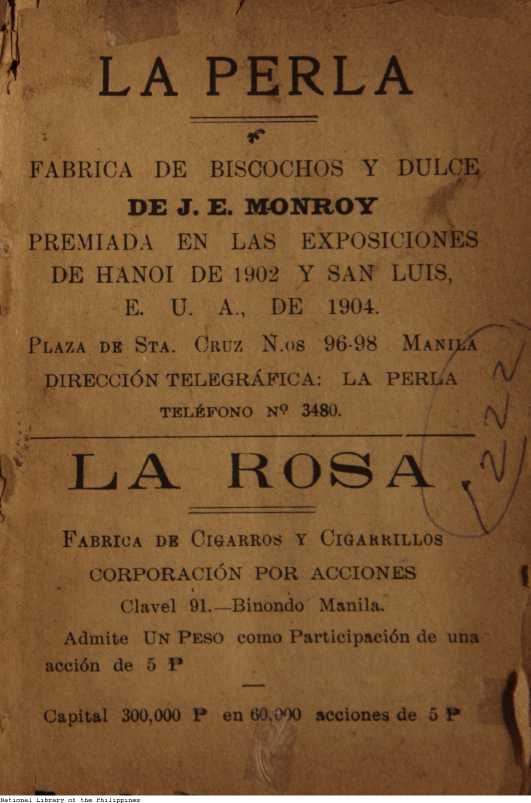 LA PERLA
FABRICA DE BISCOCHOS Y DULCE
DE J. E. MONROY
PREMIADA EN LAS EXPOSICIONES
DE HANOI DE 1902 Y SAN LUIS,
E. U. A., DE 1904.
PLAZA DE STA. CRUZ N.os 96-98 MANILA
DIRECCIÓN TELEGRÁFICA: LA PERLA
TELÉFONO Nº 3480.
222
LA ROSA
FABRICA DE CIGARROS Y CIGARRILLOS
CORPORACIÓN POR ACCIONES
Clavel 91.—Binondo Manila.
Admite UN PESO como Participación de una
acción de 5 ₱
Capital 300,000 ₱ en 60,000 acciones de 5 ₱
National Library of the Philippines